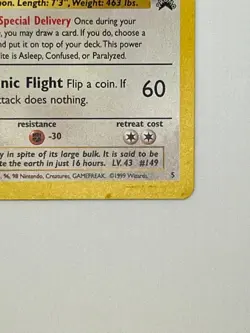 on. Length: 7'3", Weight: 463 lbs.
Special Delivery Once during your
, you may draw a card. If you do, choose a
d and put it on top of your deck. This power
ite is Asleep, Confused, or Paralyzed.
nic Flight Flip a coin. If 60
ttack does nothing.
resistance retreat cost
-30
y in spite of its large bulk. It is said to be
te the earth in just 16 hours. LV. 43 #149
, 96, 98 Nintendo, Creatures, GAMEFREAK. ©1999 Wizards. 5